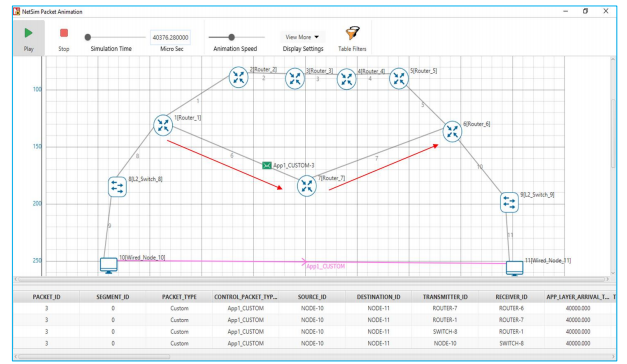 NetSim Packet Animation
Play
Stop
Simulation Time
40376.280000
Micro Sec
Animation Speed
View More
Display Settings
Table Filters
100
150
200
250
2[Router_2]
3[Router_3]
4[Router_4]
5[Router_5]
1[Router_1]
6[Router_6]
7[Router_7]
App1_CUSTOM-3
8[L2_Switch_8]
9[L2_Switch_9]
10[Wired_Node_10]
11[Wired_Node_11]
App1_CUSTOM
1
2
3
4
5
6
7
8
9
10
11
PACKET_ID SEGMENT_ID PACKET_TYPE CONTROL_PACKET_TYP... SOURCE_ID DESTINATION_ID TRANSMITTER_ID RECEIVER_ID APP_LAYER_ARRIVAL_T... T
3 0 Custom App1_CUSTOM NODE-10 NODE-11 ROUTER-7 ROUTER-6 40000.000
3 0 Custom App1_CUSTOM NODE-10 NODE-11 ROUTER-1 ROUTER-7 40000.000
3 0 Custom App1_CUSTOM NODE-10 NODE-11 SWITCH-8 ROUTER-1 40000.000
3 0 Custom App1_CUSTOM NODE-10 NODE-11 NODE-10 SWITCH-8 40000.000